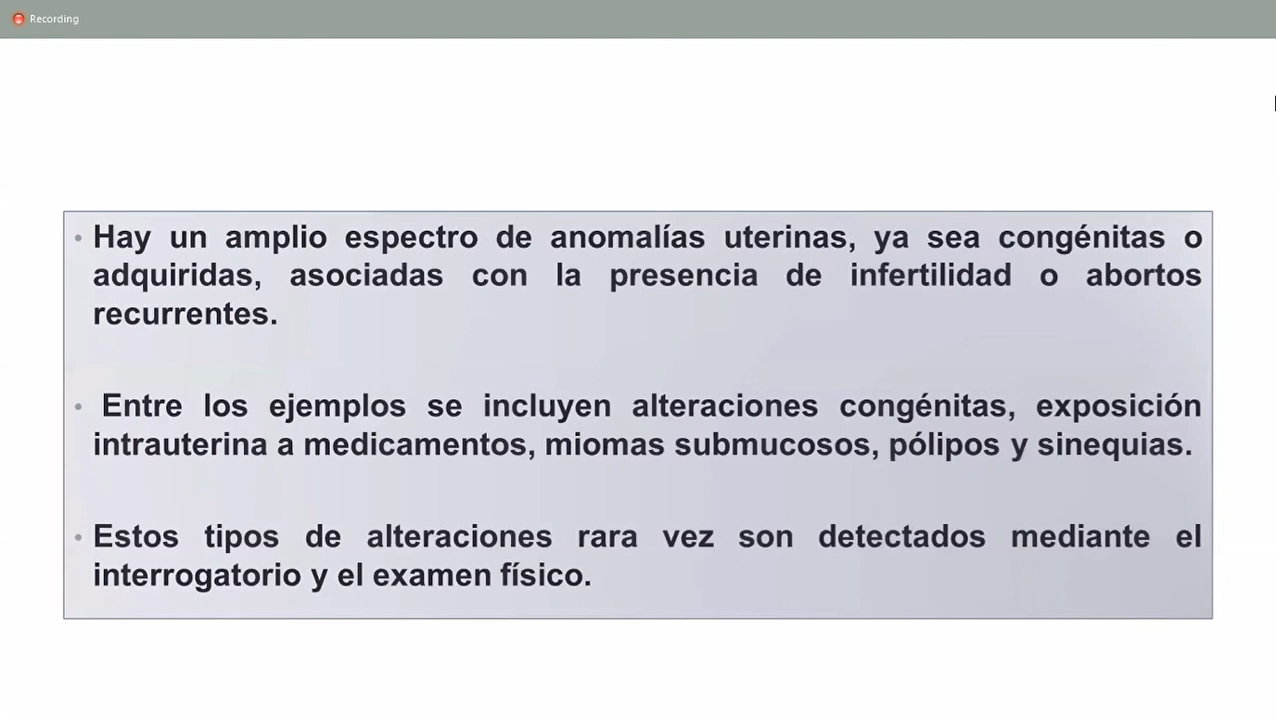 Recording
• Hay un amplio espectro de anomalías uterinas, ya sea congénitas o
adquiridas, asociadas con la presencia de infertilidad o abortos
recurrentes.
• Entre los ejemplos se incluyen alteraciones congénitas, exposición
intrauterina a medicamentos, miomas submucosos, pólipos y sinequias.
• Estos tipos de alteraciones rara vez son detectados mediante el
interrogatorio y el examen físico.